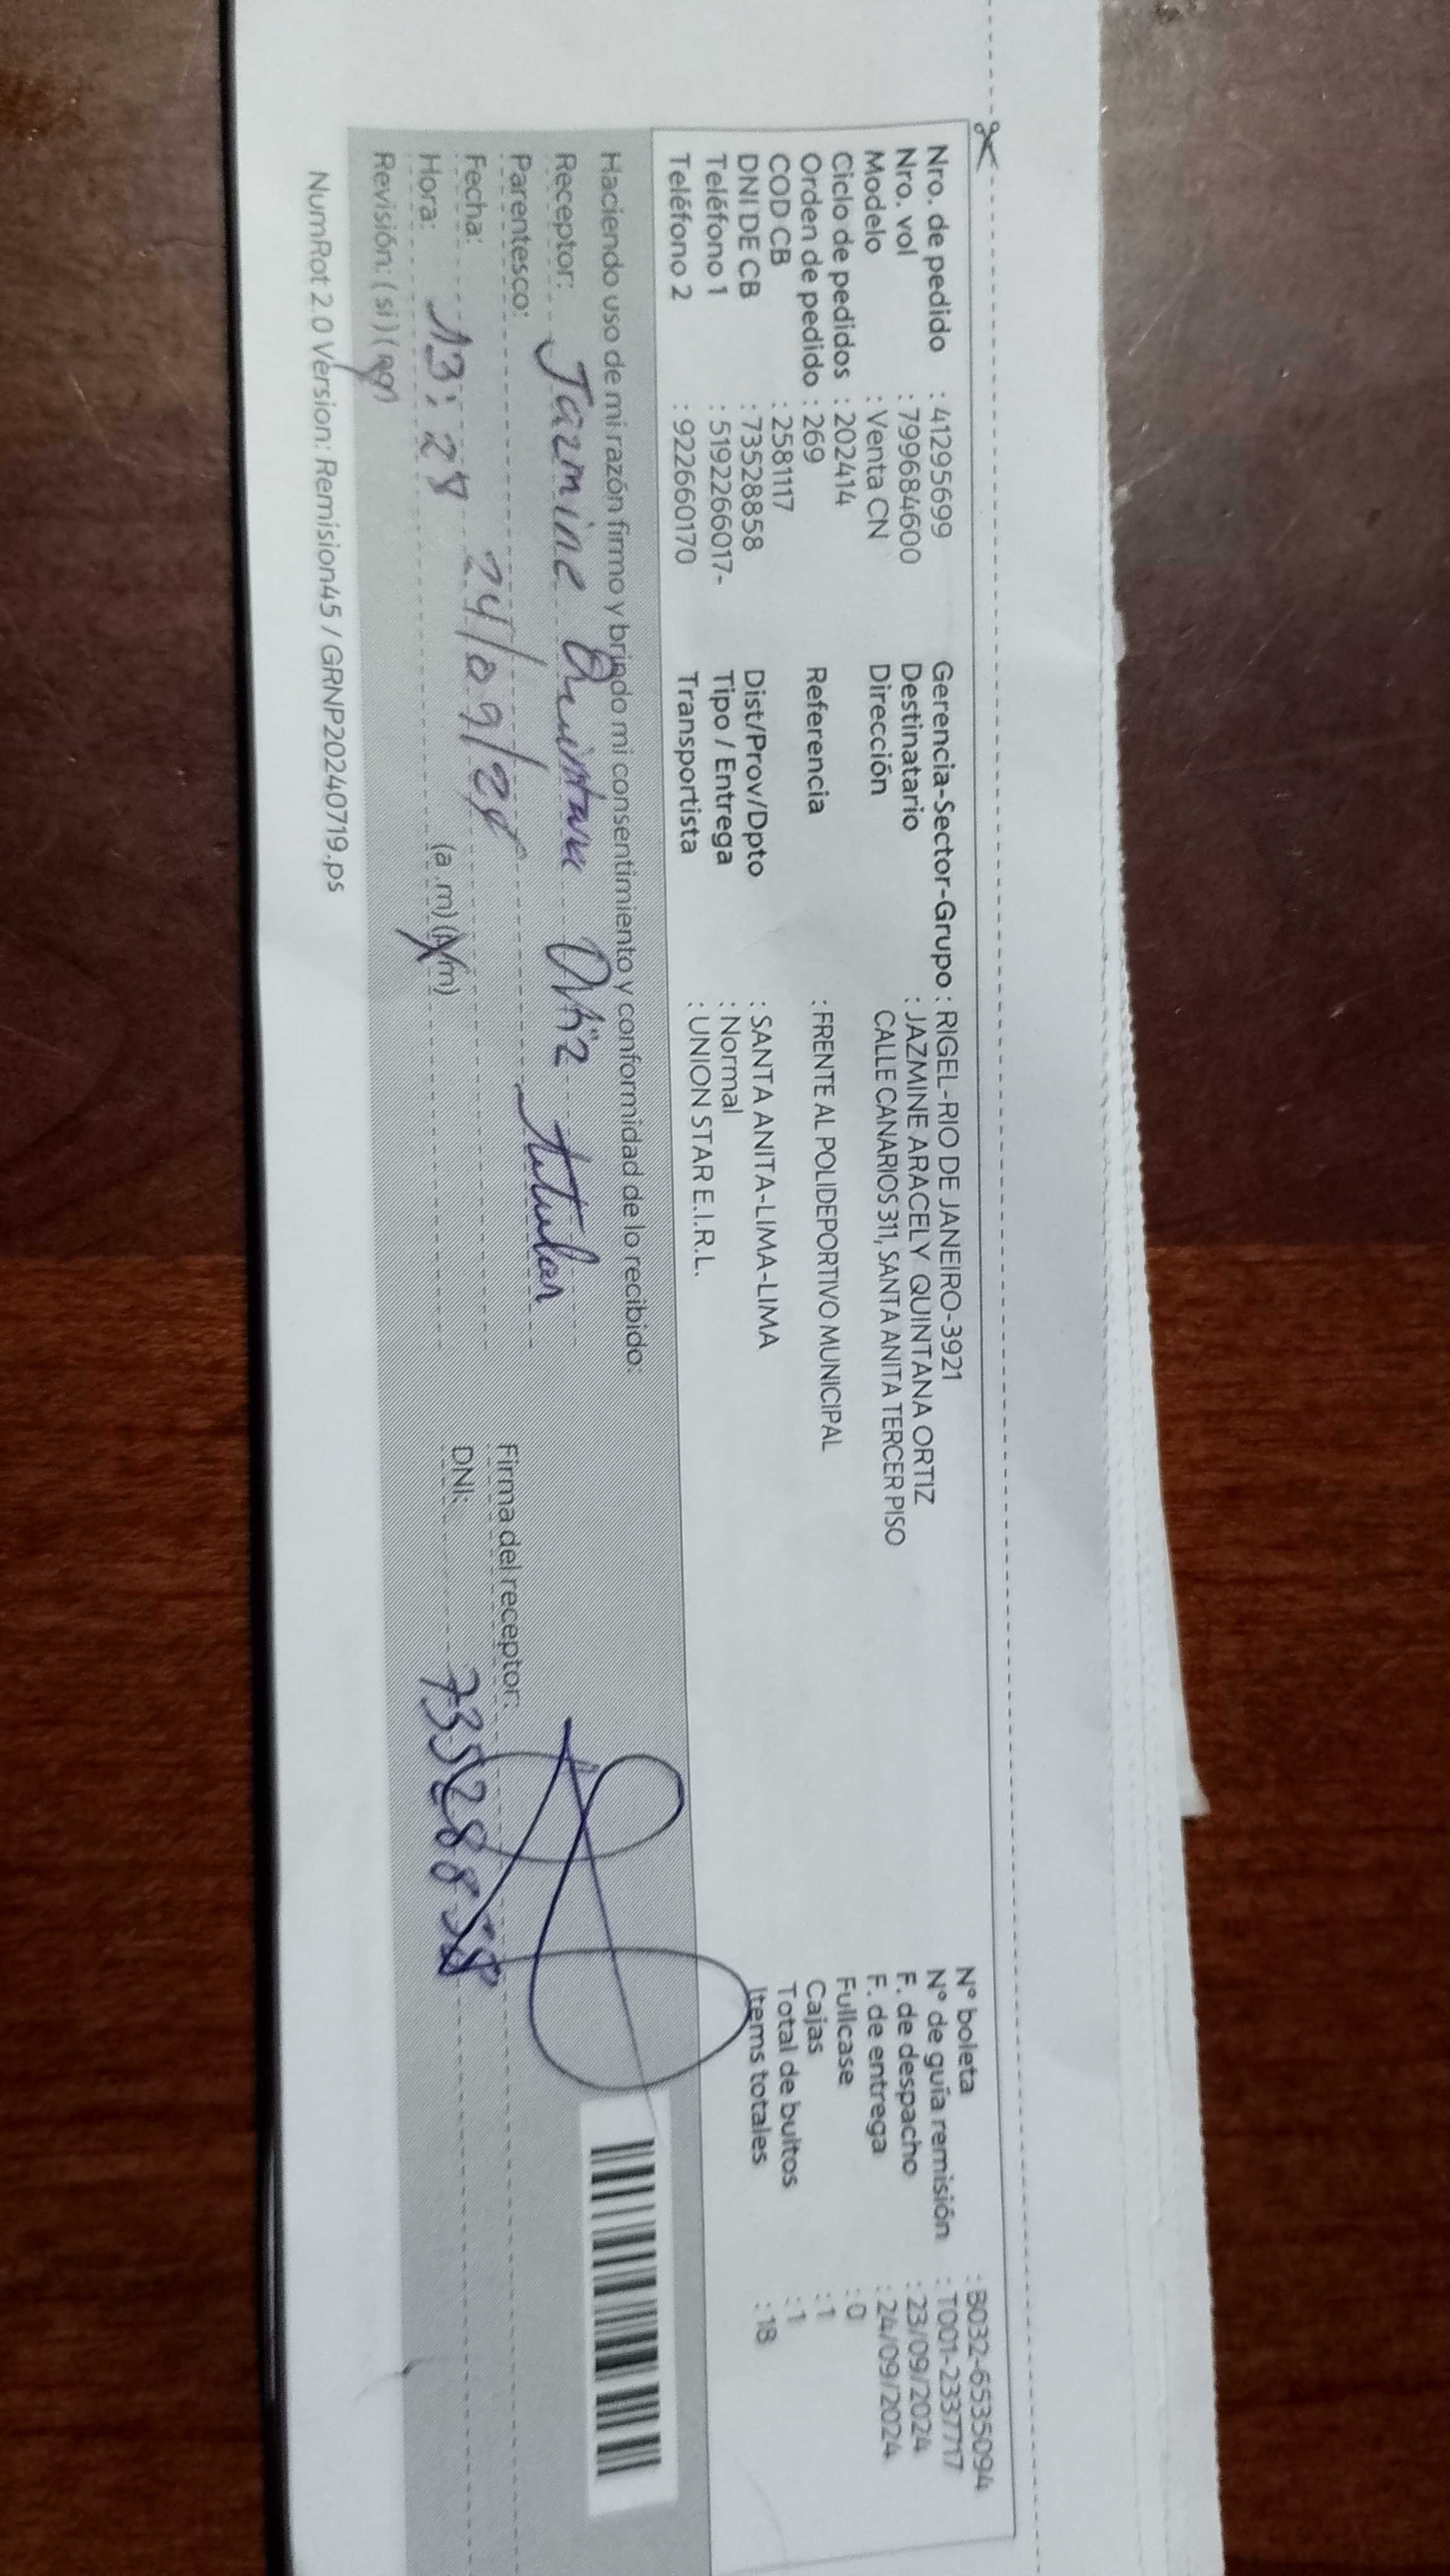 Nro. de pedido : 41295699 Gerencia-Sector-Grupo : RIGEL-RIO DE JANEIRO-3921 N° boleta : B032-6535094
Nro. vol : 799684600 Destinatario : JAZMINE ARACELY QUINTANA ORTIZ N° de guía remisión : T001-2337717
Modelo : Venta CN Dirección CALLE CANARIOS 311, SANTA ANITA TERCER PISO F. de despacho : 23/09/2024
Ciclo de pedidos : 202414 F. de entrega : 24/09/2024
Orden de pedido : 269 Referencia : FRENTE AL POLIDEPORTIVO MUNICIPAL Fullcase : 0
COD CB : 2581117 Cajas : 1
DNI DE CB : 73528858 Dist/Prov/Dpto : SANTA ANITA-LIMA-LIMA Total de bultos : 1
Teléfono 1 : 5192266017- Tipo / Entrega : Normal Items totales : 18
Teléfono 2 : 922660170 Transportista : UNION STAR E.I.R.L.
Haciendo uso de mi razón firmo y brindo mi consentimiento y conformidad de lo recibido:
Receptor: Jazmine Quintana Ortiz
Parentesco: titular Firma del receptor:
Fecha: 24/09/24 DNI: 73528858
Hora: 13:28 (a.m) (p.m)
Revisión: (si) (no)
NumRot 2.0 Version: Remision45 / GRNP20240719.ps